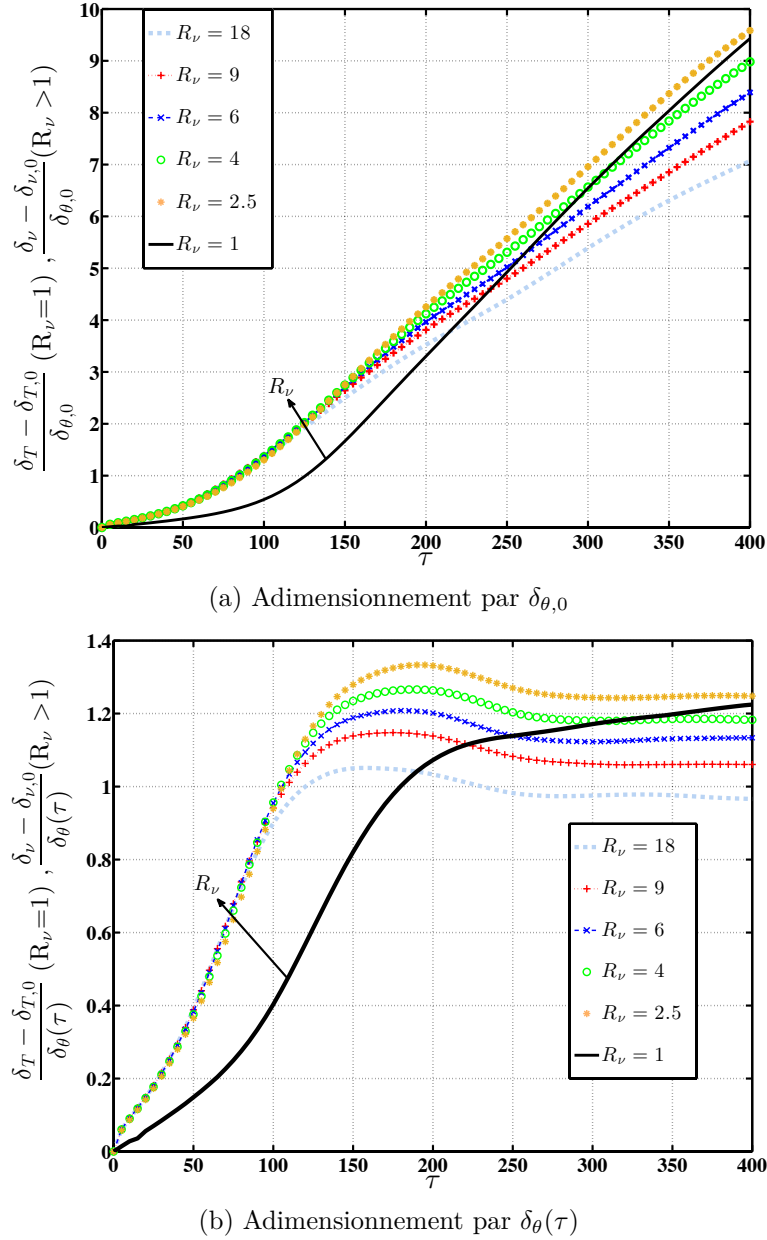 δ_T − δ_{T,0} / δ_{θ,0} (R_ν=1) , δ_ν − δ_{ν,0} / δ_{θ,0} (R_ν >1)
10
9
8
7
6
5
4
3
2
1
0
R_ν = 18
R_ν = 9
R_ν = 6
R_ν = 4
R_ν = 2.5
R_ν = 1
R_ν
0 50 100 150 200 250 300 350 400
τ
(a) Adimensionnement par δ_{θ,0}
δ_T − δ_{T,0} / δ_θ(τ) (R_ν=1) , δ_ν − δ_{ν,0} / δ_θ(τ) (R_ν >1)
1.4
1.2
1
0.8
0.6
0.4
0.2
0
R_ν
R_ν = 18
R_ν = 9
R_ν = 6
R_ν = 4
R_ν = 2.5
R_ν = 1
0 50 100 150 200 250 300 350 400
τ
(b) Adimensionnement par δ_θ(τ)